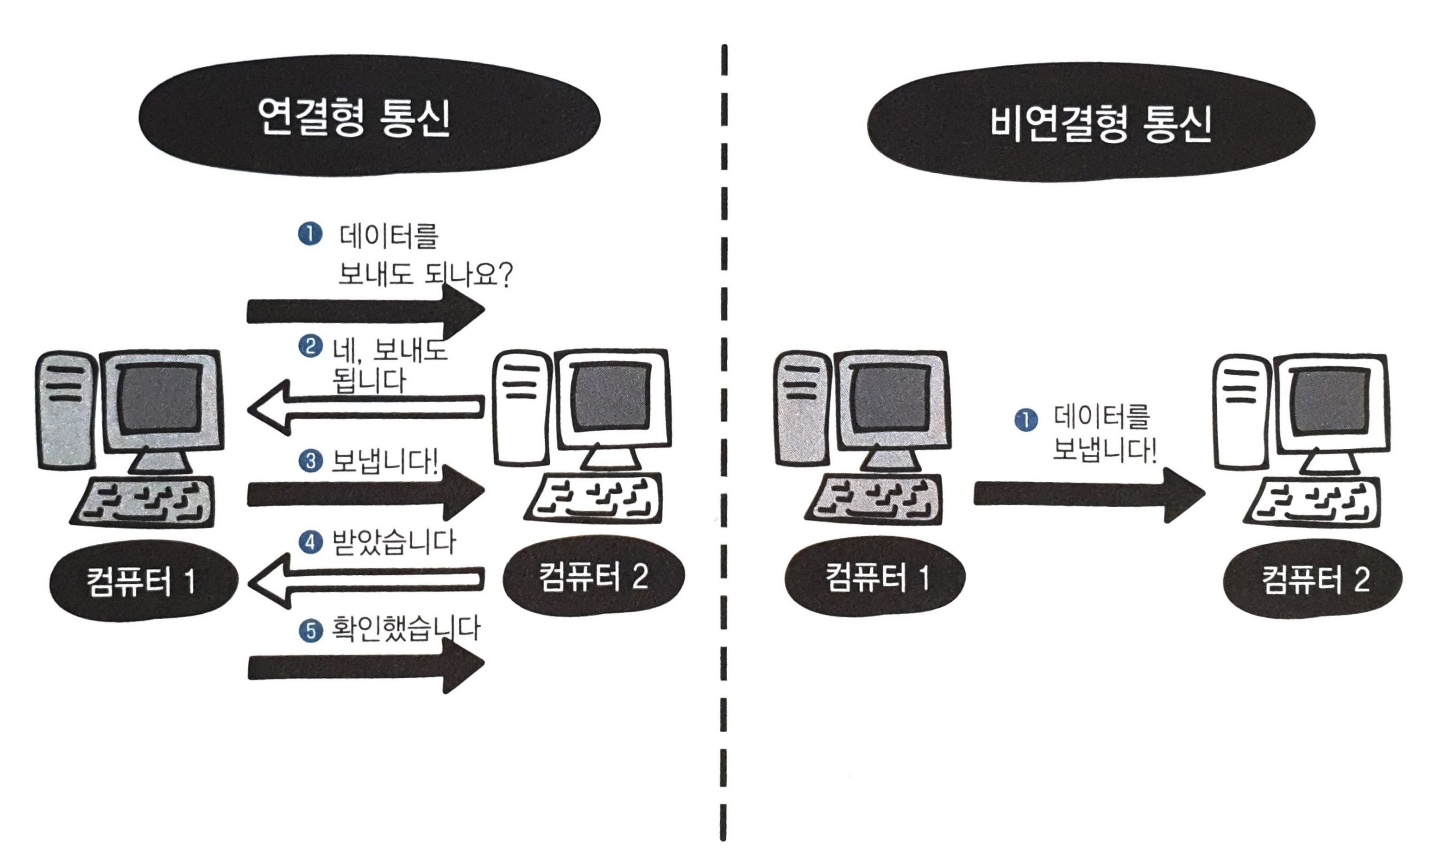 연결형 통신
❶ 데이터를
보내도 되나요?
❷ 네, 보내도
됩니다
❸ 보냅니다!
❹ 받았습니다
❺ 확인했습니다
컴퓨터 1
컴퓨터 2
비연결형 통신
❶ 데이터를
보냅니다!
컴퓨터 1
컴퓨터 2